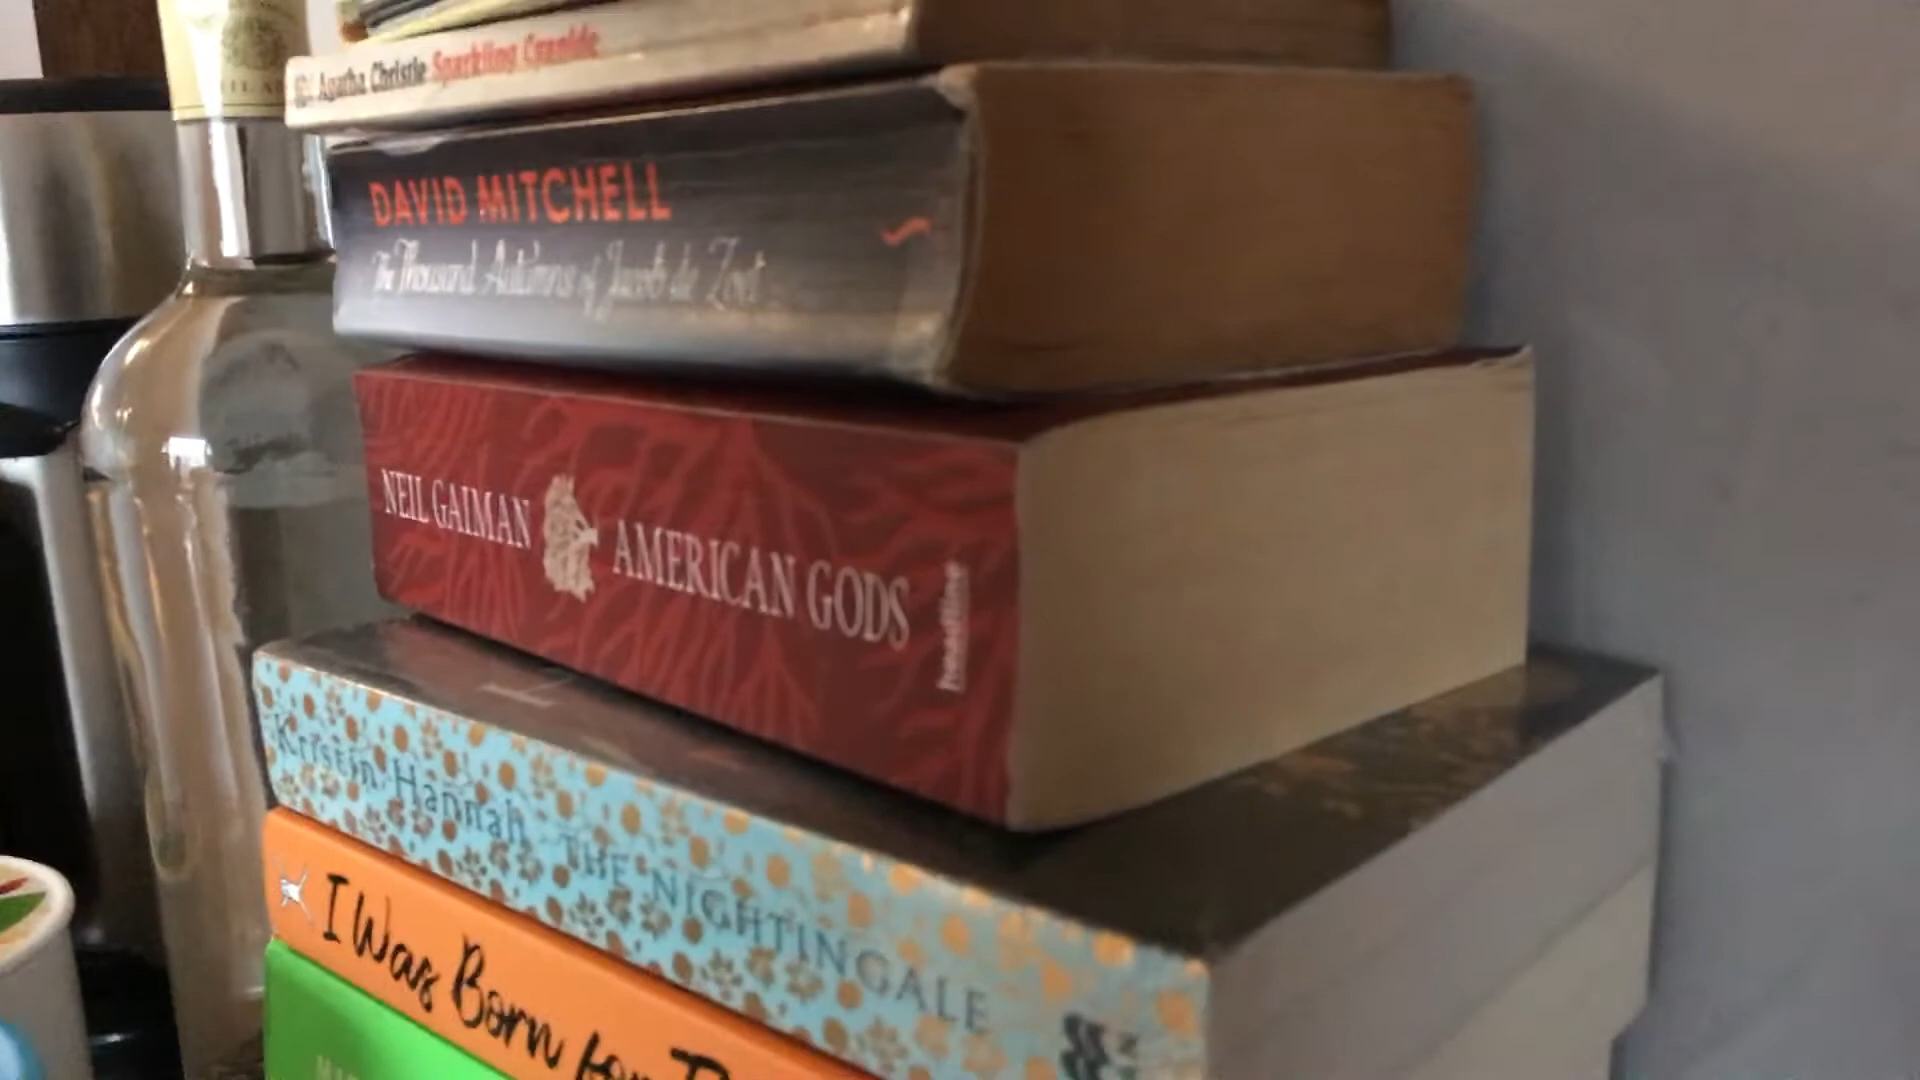 Agatha Christie Sparkling Cyanide
DAVID MITCHELL
The Thousand Autumns of Jacob de Zoet
NEIL GAIMAN AMERICAN GODS
headline
Kristin Hannah THE NIGHTINGALE
I Was Born for